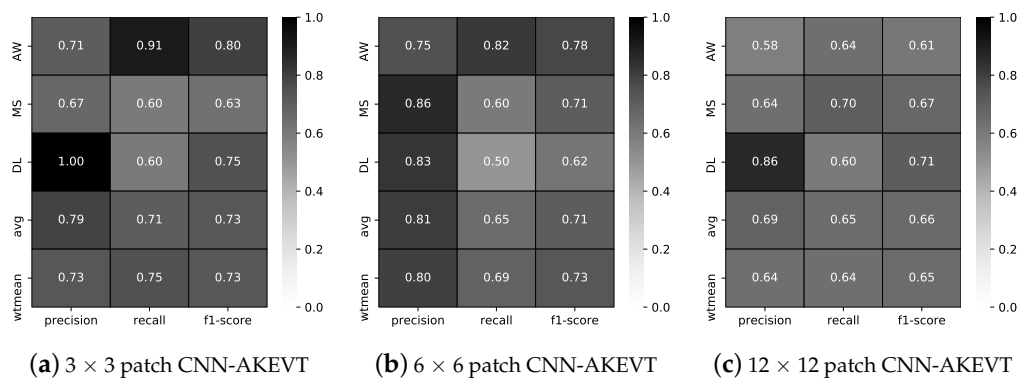 AW 0.71 0.91 0.80
MS 0.67 0.60 0.63
DL 1.00 0.60 0.75
avg 0.79 0.71 0.73
wtmean 0.73 0.75 0.73
precision recall f1-score
1.0
0.8
0.6
0.4
0.2
0.0
(a) 3 × 3 patch CNN-AKEVT
AW 0.75 0.82 0.78
MS 0.86 0.60 0.71
DL 0.83 0.50 0.62
avg 0.81 0.65 0.71
wtmean 0.80 0.69 0.73
precision recall f1-score
1.0
0.8
0.6
0.4
0.2
0.0
(b) 6 × 6 patch CNN-AKEVT
AW 0.58 0.64 0.61
MS 0.64 0.70 0.67
DL 0.86 0.60 0.71
avg 0.69 0.65 0.66
wtmean 0.64 0.64 0.65
precision recall f1-score
1.0
0.8
0.6
0.4
0.2
0.0
(c) 12 × 12 patch CNN-AKEVT